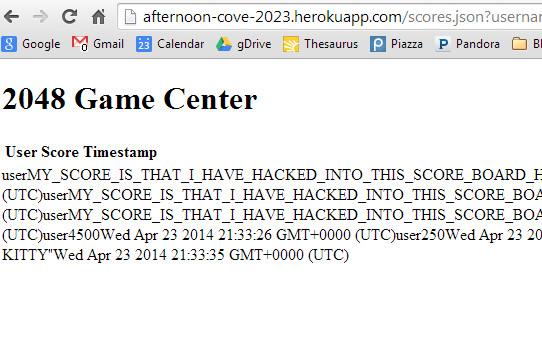 afternoon-cove-2023.herokuapp.com/scores.json?userna
Google Gmail Calendar gDrive Thesaurus Piazza Pandora
2048 Game Center
User Score Timestamp
userMY_SCORE_IS_THAT_I_HAVE_HACKED_INTO_THIS_SCORE_BOARD_H
(UTC)userMY_SCORE_IS_THAT_I_HAVE_HACKED_INTO_THIS_SCORE_BOA
(UTC)userMY_SCORE_IS_THAT_I_HAVE_HACKED_INTO_THIS_SCORE_BOA
(UTC)user4500Wed Apr 23 2014 21:33:26 GMT+0000 (UTC)user250Wed Apr 23 20
KITTY"Wed Apr 23 2014 21:33:35 GMT+0000 (UTC)